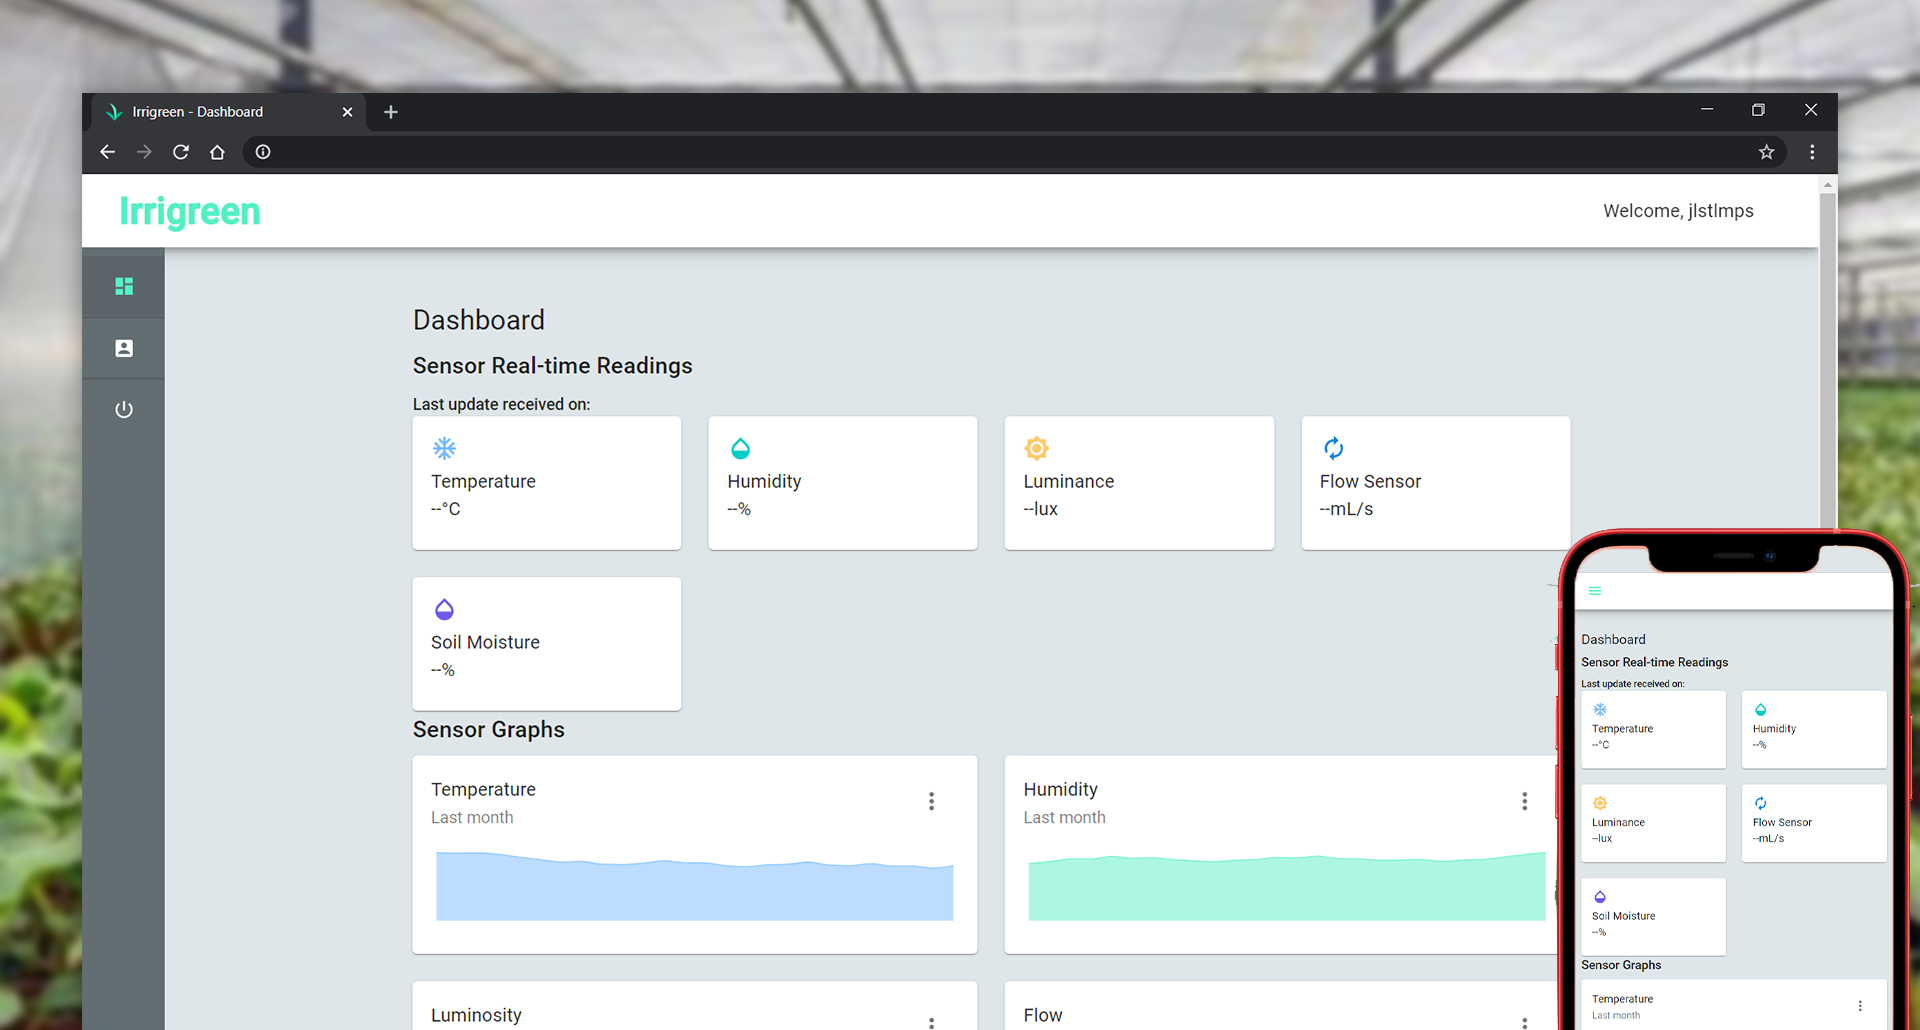 Irrigreen - Dashboard
Irrigreen
Welcome, jlstlmps
Dashboard
Sensor Real-time Readings
Last update received on:
Temperature
--°C
Humidity
--%
Luminance
--lux
Flow Sensor
--mL/s
Soil Moisture
--%
Sensor Graphs
Temperature
Last month
Humidity
Last month
Luminosity
Flow
Dashboard
Sensor Real-time Readings
Last update received on:
Temperature
--°C
Humidity
--%
Luminance
--lux
Flow Sensor
--mL/s
Soil Moisture
--%
Sensor Graphs
Temperature
Last month